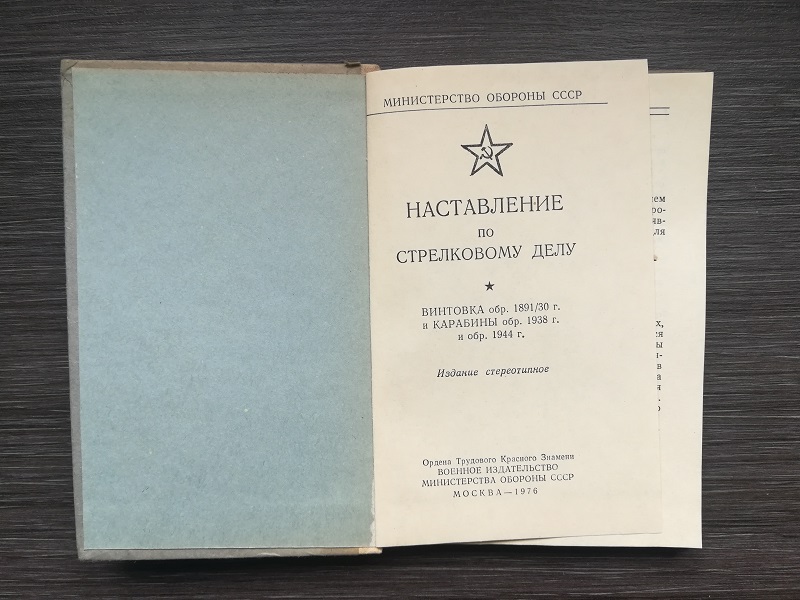 МИНИСТЕРСТВО ОБОРОНЫ СССР
НАСТАВЛЕНИЕ
ПО
СТРЕЛКОВОМУ ДЕЛУ
★
ВИНТОВКА обр. 1891/30 г.
и КАРАБИНЫ обр. 1938 г.
и обр. 1944 г.
Издание стереотипное
Ордена Трудового Красного Знамени
ВОЕННОЕ ИЗДАТЕЛЬСТВО
МИНИСТЕРСТВА ОБОРОНЫ СССР
МОСКВА—1976